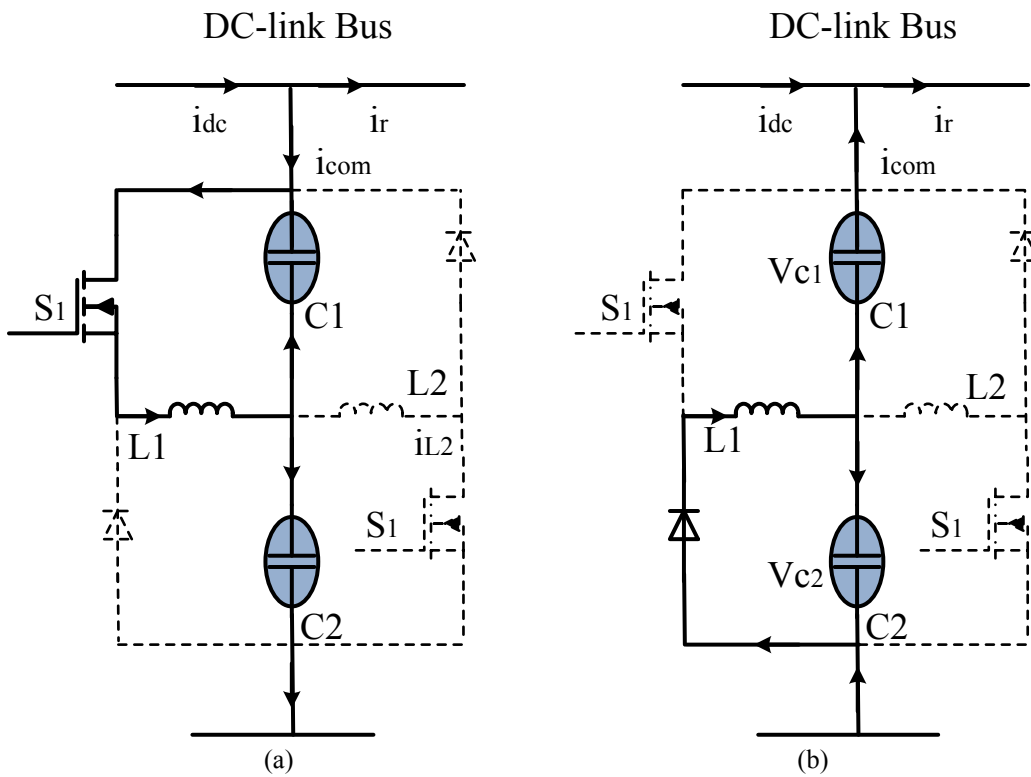 DC-link Bus
idc
ir
icom
S1
C1
L2
L1
iL2
S1
C2
(a)
DC-link Bus
idc
ir
icom
Vc1
S1
C1
L2
L1
S1
Vc2
C2
(b)